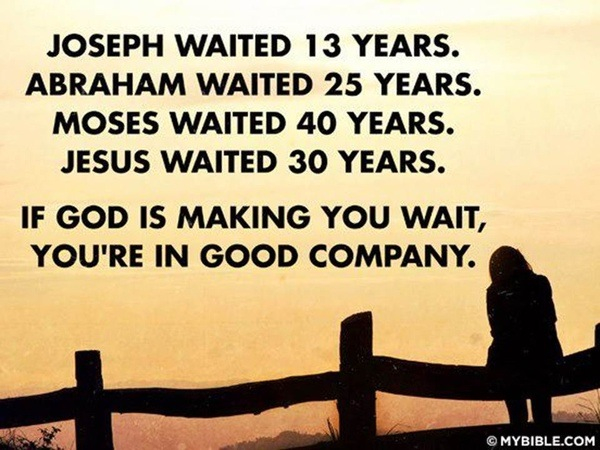 JOSEPH WAITED 13 YEARS.
ABRAHAM WAITED 25 YEARS.
MOSES WAITED 40 YEARS.
JESUS WAITED 30 YEARS.
IF GOD IS MAKING YOU WAIT,
YOU'RE IN GOOD COMPANY.
© MYBIBLE.COM